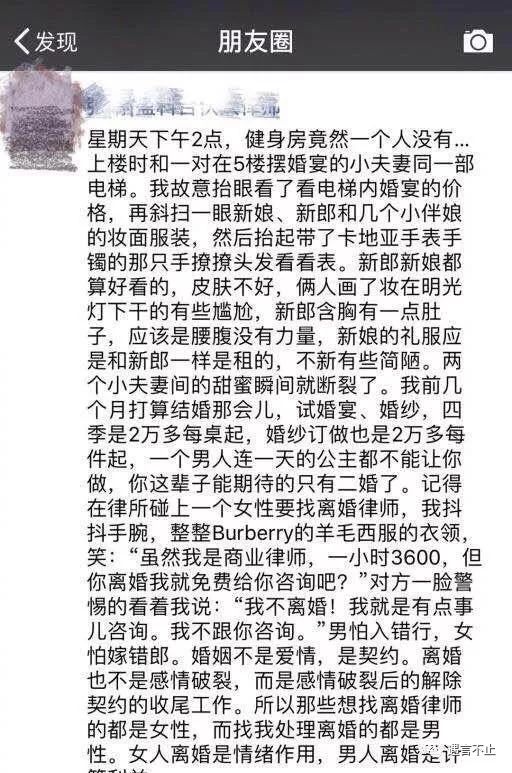 发现
朋友圈
星期天下午2点，健身房竟然一个人没有...
上楼时和一对在5楼摆婚宴的小夫妻同一部
电梯。我故意抬眼看了看电梯内婚宴的价
格，再斜扫一眼新娘、新郎和几个小伴娘
的妆面服装，然后抬起带了卡地亚手表手
镯的那只手撩撩头发看看表。新郎新娘都
算好看的，皮肤不好，俩人画了妆在明光
灯下干的有些尴尬，新郎含胸有一点肚
子，应该是腰腹没有力量，新娘的礼服应
是和新郎一样是租的，不新有些简陋。两
个小夫妻间的甜蜜瞬间就断裂了。我前几
个月打算结婚那会儿，试婚宴、婚纱，四
季是2万多每桌起，婚纱订做也是2万多每
件起，一个男人连一天的公主都不能让你
做，你这辈子能期待的只有二婚了。记得
在律所碰上一个女性要找离婚律师，我抖
抖手腕，整整Burberry的羊毛西服的衣领，
笑：“虽然我是商业律师，一小时3600，但
你离婚我就免费给你咨询吧？”对方一脸警
惕的看着我说：“我不离婚！我就是有点事
儿咨询。我不跟你咨询。”男怕入错行，女
怕嫁错郎。婚姻不是爱情，是契约。离婚
也不是感情破裂，而是感情破裂后的解除
契约的收尾工作。所以那些想找离婚律师
的都是女性，而找我处理离婚的都是男
性。女人离婚是情绪作用，男人离婚是计
遇言不止